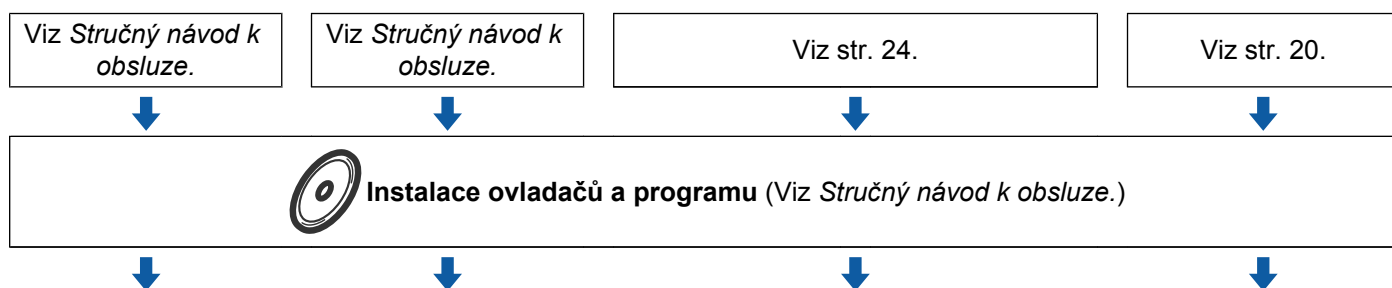 Viz Stručný návod k
obsluze.
Viz Stručný návod k
obsluze.
Viz str. 24.
Viz str. 20.
Instalace ovladačů a programu (Viz Stručný návod k obsluze.)